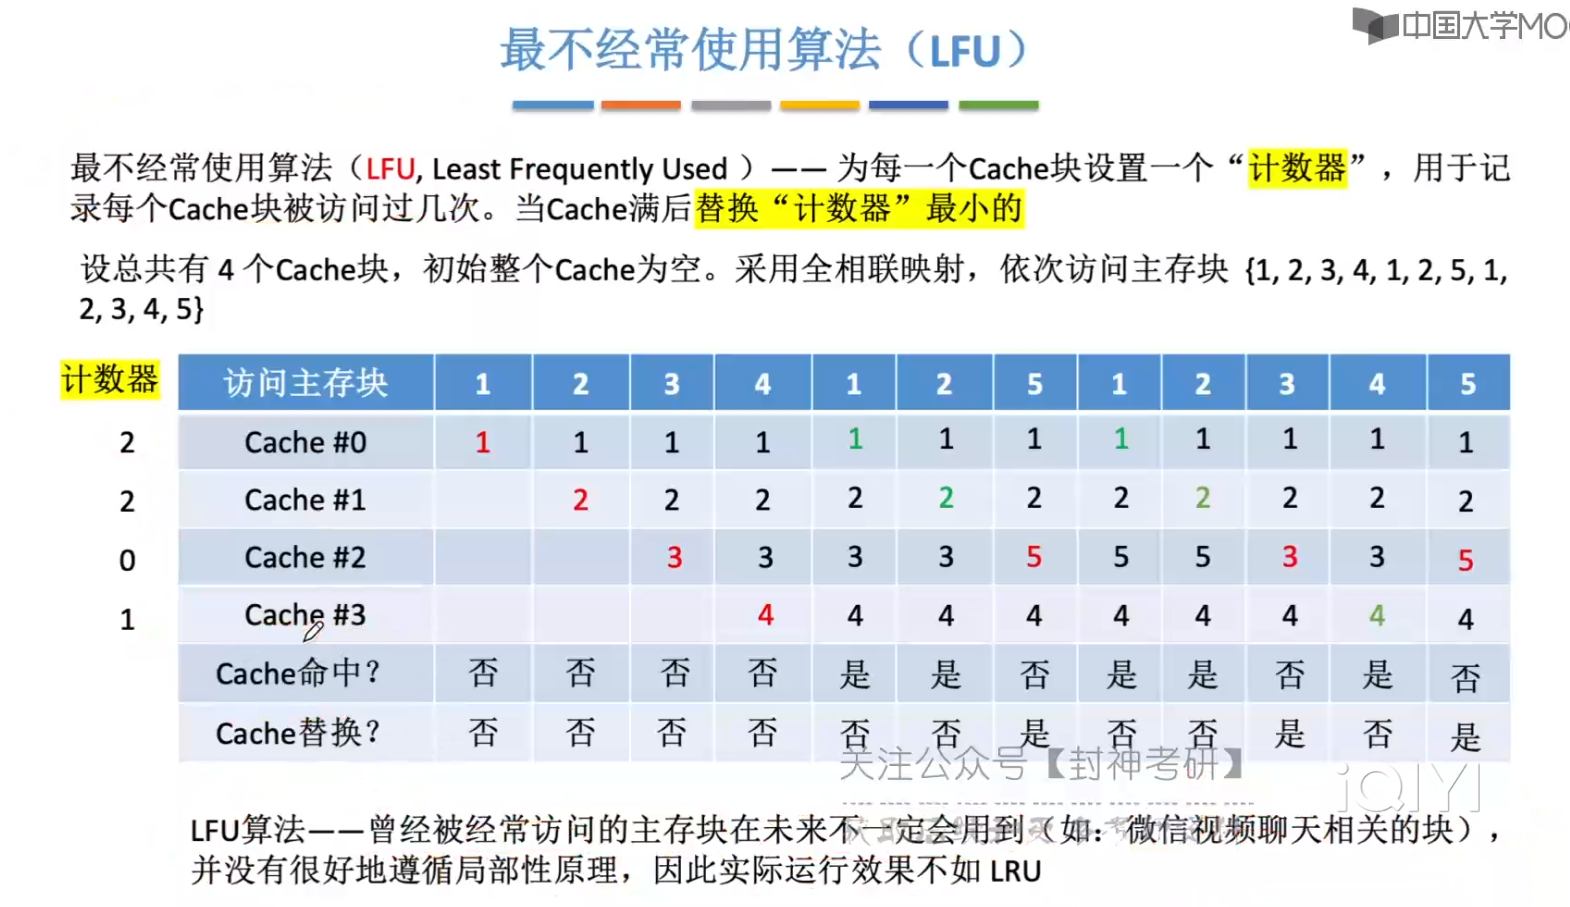 中国大学MO
最不经常使用算法（LFU）
最不经常使用算法（LFU, Least Frequently Used ）—— 为每一个Cache块设置一个“计数器”，用于记
录每个Cache块被访问过几次。当Cache满后替换“计数器”最小的
设总共有 4 个Cache块，初始整个Cache为空。采用全相联映射，依次访问主存块 {1, 2, 3, 4, 1, 2, 5, 1,
2, 3, 4, 5}
计数器 访问主存块 1 2 3 4 1 2 5 1 2 3 4 5
2 Cache #0 1 1 1 1 1 1 1 1 1 1 1 1
2 Cache #1 2 2 2 2 2 2 2 2 2 2 2
0 Cache #2 3 3 3 3 5 5 5 3 3 5
1 Cache #3 4 4 4 4 4 4 4 4 4
Cache命中？ 否 否 否 否 是 是 否 是 是 否 是 否
Cache替换？ 否 否 否 否 否 否 是 否 否 是 否 是
关注公众号【封神考研】
iQIYI
LFU算法——曾经被经常访问的主存块在未来不一定会用到（如：微信视频聊天相关的块），
并没有很好地遵循局部性原理，因此实际运行效果不如 LRU